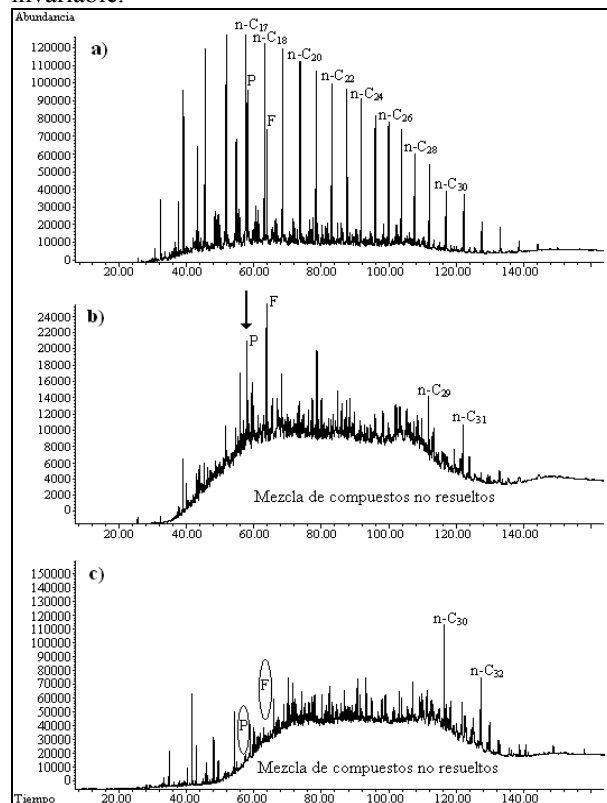 invariable.
Abundancia
a)
n-C17
n-C18
n-C20
n-C22
n-C24
n-C26
n-C28
n-C30
P
F
120000
110000
100000
90000
80000
70000
60000
50000
40000
30000
20000
10000
0
20.00 40.00 60.00 80.00 100.00 120.00 140.00
b)
F
P
n-C29
n-C31
24000
22000
20000
18000
16000
14000
12000
10000
8000
6000
4000
2000
0
Mezcla de compuestos no resueltos
20.00 40.00 60.00 80.00 100.00 120.00 140.00
c)
n-C30
n-C32
F
P
150000
140000
130000
120000
110000
100000
90000
80000
70000
60000
50000
40000
30000
20000
10000
0
Mezcla de compuestos no resueltos
Tiempo
20.00 40.00 60.00 80.00 100.00 120.00 140.00